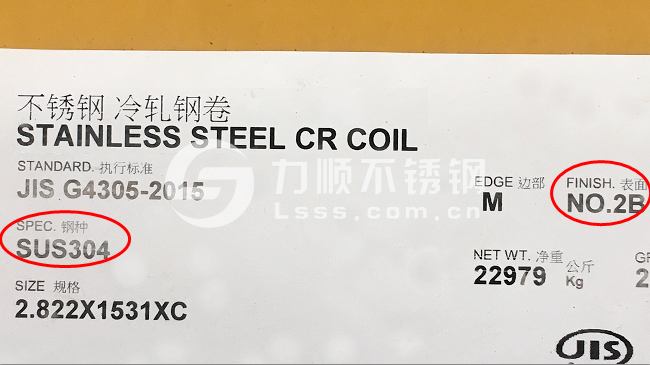 不锈钢 冷轧钢卷
STAINLESS STEEL CR COIL
STANDARD. 执行标准
JIS G4305-2015
EDGE 边部
M
FINISH. 表面
NO.2B
SPEC. 钢种
SUS304
NET WT. 净重
22979 公斤 Kg
SIZE 规格
2.822X1531XC
力顺不锈钢
Lsss.com.cn
JIS